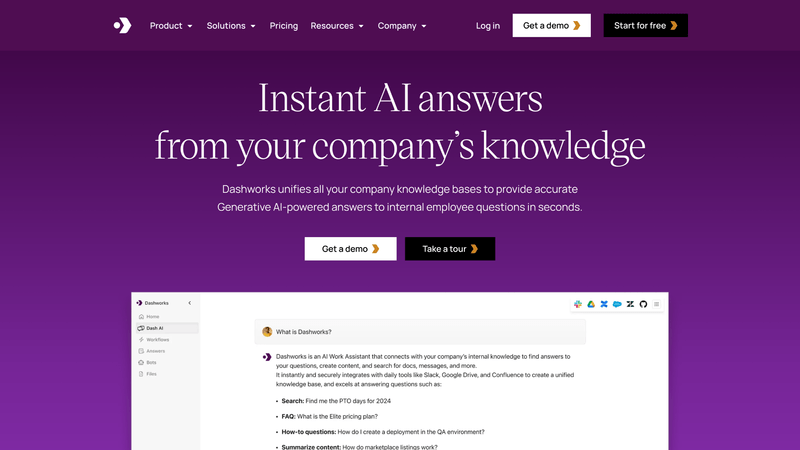 Product Solutions Pricing Resources Company Log in Get a demo Start for free
Instant AI answers
from your company's knowledge
Dashworks unifies all your company knowledge bases to provide accurate
Generative AI-powered answers to internal employee questions in seconds.
Get a demo Take a tour
Dashworks
Home
Dash AI
Workflows
Answers
Bots
Files
What is Dashworks?
Dashworks is an AI Work Assistant that connects with your company's internal knowledge to find answers to
your questions, create content, and search for docs, messages, and more.
It instantly and securely integrates with daily tools like Slack, Google Drive, and Confluence to create a unified
knowledge base, and excels at answering questions such as:
• Search: Find me the PTO days for 2024
• FAQ: What is the Elite pricing plan?
• How-to questions: How do I create a deployment in the QA environment?
• Summarize content: How do marketplace listings work?